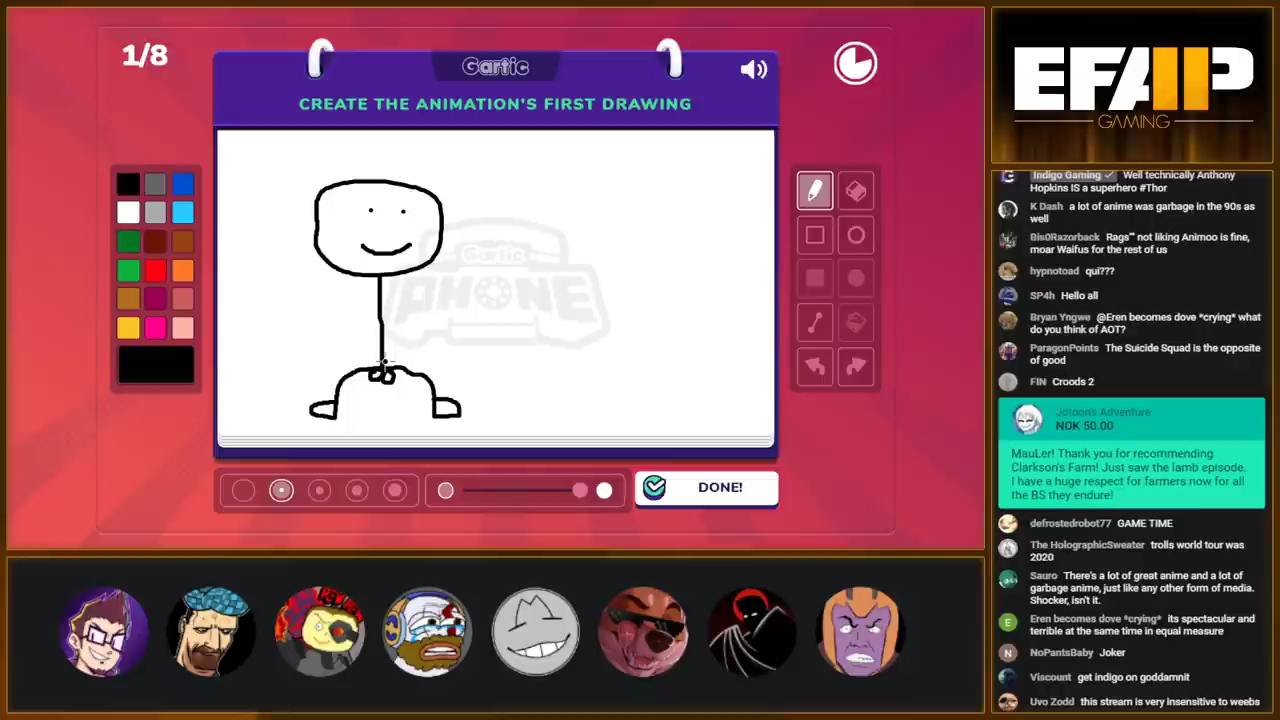 1/8
Gartic
CREATE THE ANIMATION'S FIRST DRAWING
Gartic
PHONE
DONE!
EFAP
GAMING
Indigo Gaming Well technically Anthony
Hopkins IS a superhero #Thor
K Dash a lot of anime was garbage in the 90s as
well
Bis0Razorback Rags™ not liking Animoo is fine,
moar Waifus for the rest of us
hypnotoad qui???
SP4h Hello all
Bryan Yngwe @Eren becomes dove *crying* what
do you think of AOT?
ParagonPoints The Suicide Squad is the opposite
of good
FIN Croods 2
Jotoon's Adventure
NOK 50.00
MauLer! Thank you for recommending
Clarkson's Farm! Just saw the lamb episode.
I have a huge respect for farmers now for all
the BS they endure!
defrostedrobot77 GAME TIME
The HolographicSweater trolls world tour was
2020
Sauro There's a lot of great anime and a lot of
garbage anime, just like any other form of media.
Shocker, isn't it.
E Eren becomes dove *crying* its spectacular and
terrible at the same time in equal measure
N NoPantsBaby Joker
Viscount get indigo on goddamnit
Uvo Zodd this stream is very insensitive to weebs